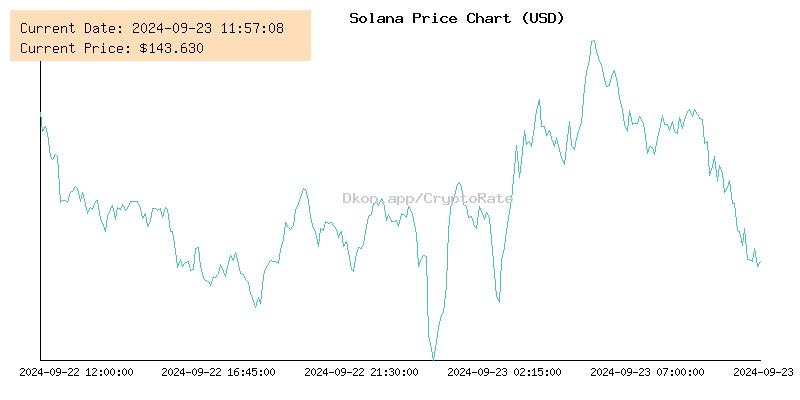 Solana Price Chart (USD)
Current Date: 2024-09-23 11:57:08
Current Price: $143.630
Dkop.app/CryptoRate
2024-09-22 12:00:00
2024-09-22 16:45:00
2024-09-22 21:30:00
2024-09-23 02:15:00
2024-09-23 07:00:00
2024-09-23